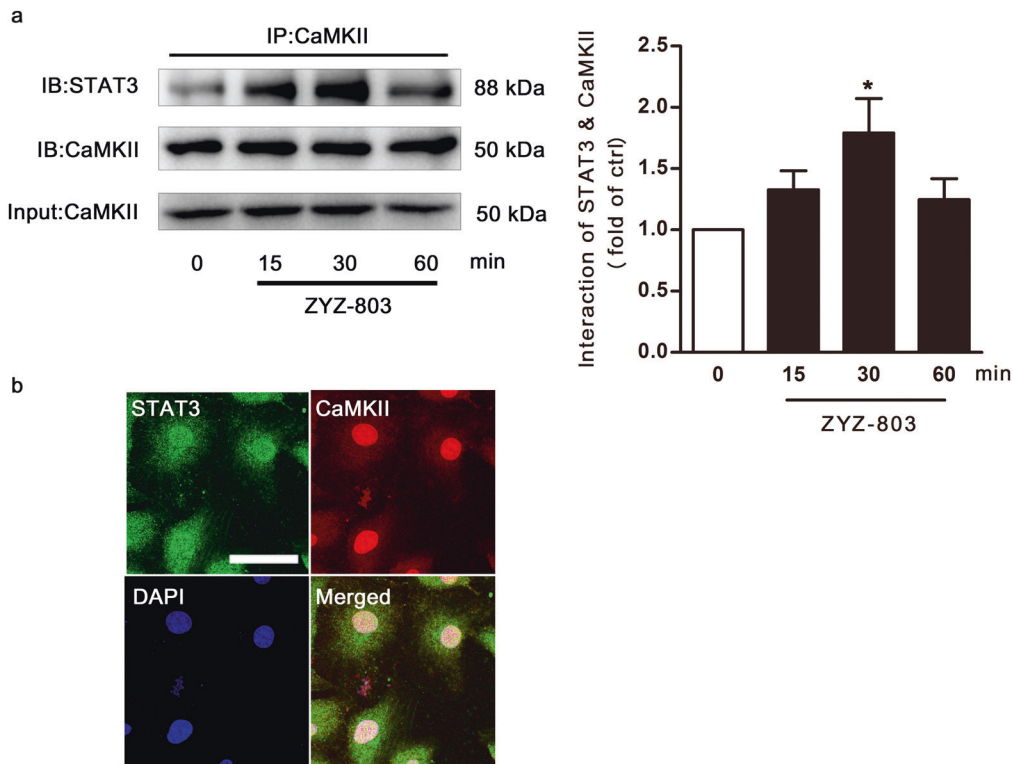 a
IP:CaMKII
IB:STAT3 88 kDa
IB:CaMKII 50 kDa
Input:CaMKII 50 kDa
0 15 30 60 min
ZYZ-803
Interaction of STAT3 & CaMKII
( fold of ctrl)
2.5
2.0
1.5
1.0
0.5
0.0
*
0 15 30 60 min
ZYZ-803
b
STAT3 CaMKII
DAPI Merged